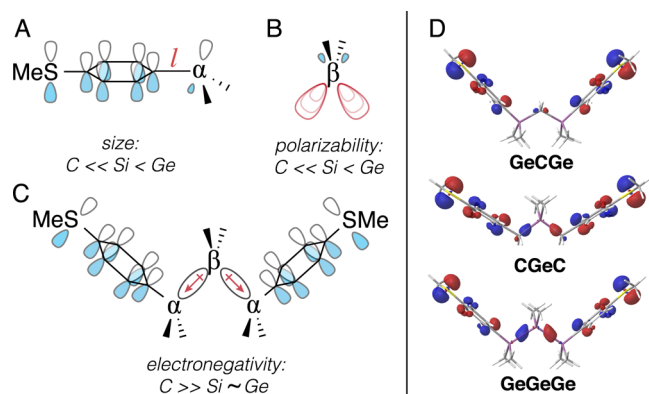 A
MeS
l
α
size:
C << Si < Ge
B
β
polarizability:
C << Si < Ge
C
MeS
SMe
β
α
α
electronegativity:
C >> Si ~ Ge
D
GeCGe
CGeC
GeGeGe